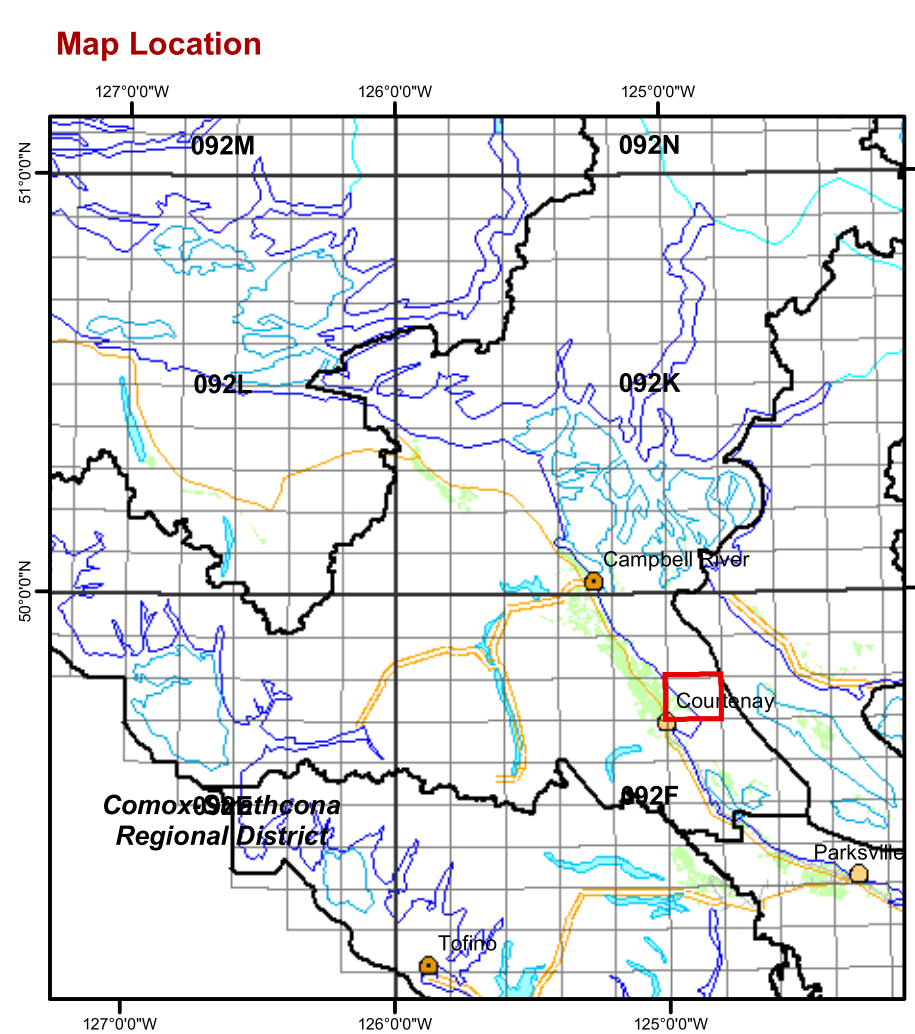 Map Location
127°0'0"W 126°0'0"W 125°0'0"W
092M 092N
51°0'0"N
092L 092K
Campbell River
50°0'0"N
Courtenay
092F
Comox-Strathcona
Regional District
Parksville
Tofino
127°0'0"W 126°0'0"W 125°0'0"W